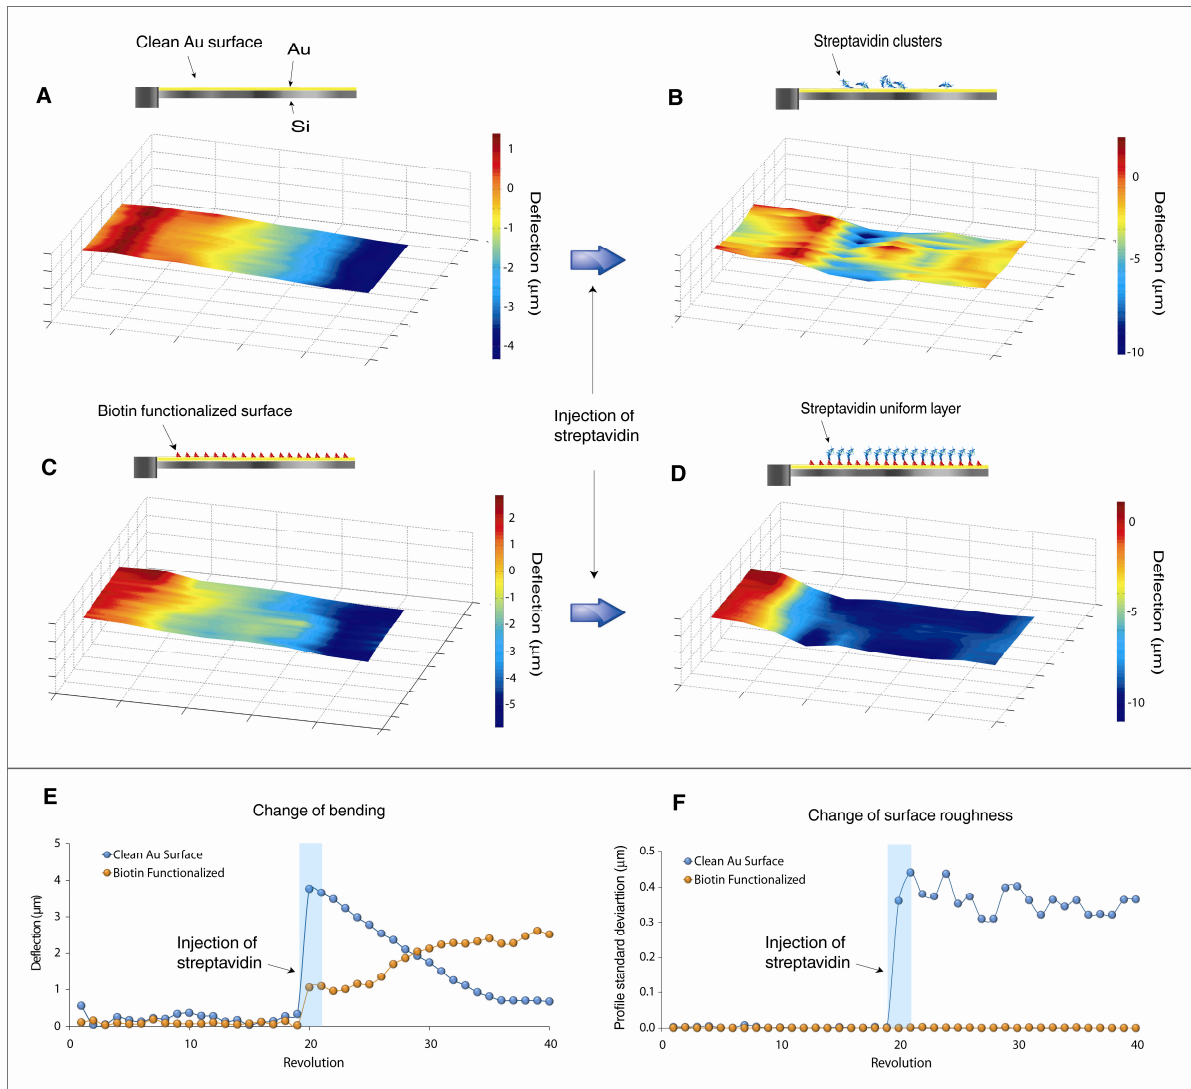 Clean Au surface
Au
A
Si
1
0
-1
-2
-3
-4
Deflection (µm)
Streptavidin clusters
B
0
-5
-10
Deflection (µm)
Injection of
streptavidin
Biotin functionalized surface
C
2
1
0
-1
-2
-3
-4
-5
Deflection (µm)
Streptavidin uniform layer
D
0
-5
-10
Deflection (µm)
E
Change of bending
5
4
3
2
1
0
Deflection (µm)
Clean Au Surface
Biotin Functionalized
Injection of
streptavidin
0 10 20 30 40
Revolution
F
Change of surface roughness
0.5
0.4
0.3
0.2
0.1
0.0
Profile standard deviartion (µm)
Clean Au Surface
Biotin Functionalized
Injection of
streptavidin
0 10 20 30 40
Revolution